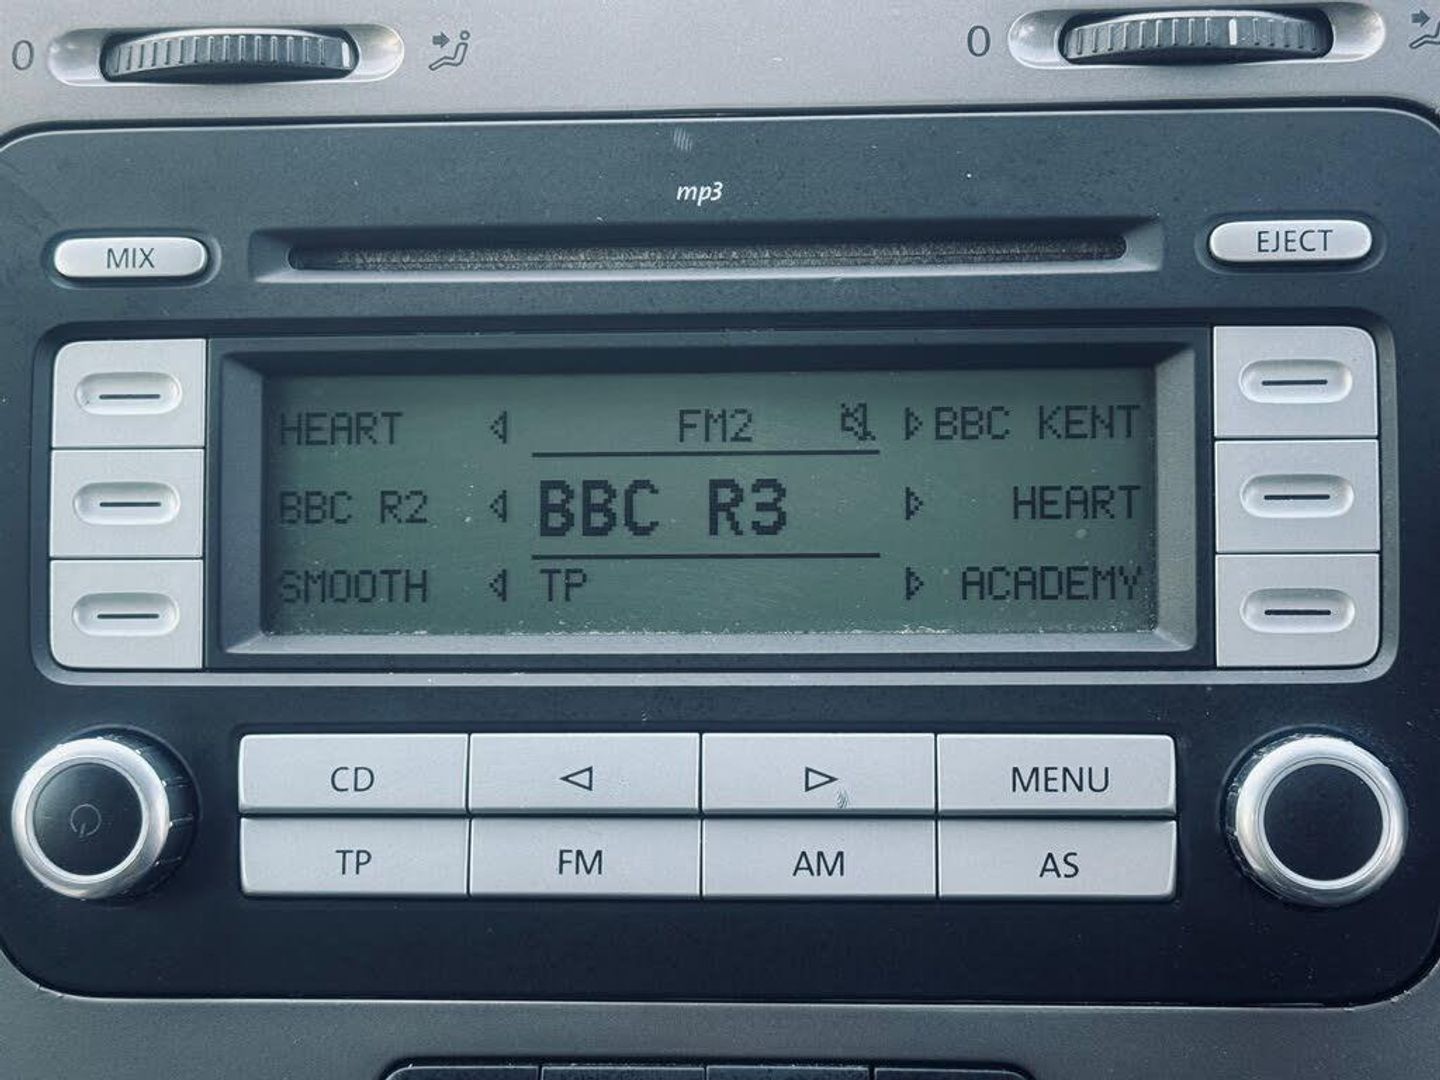 0
0
mp3
MIX
EJECT
HEART FM2 BBC KENT
BBC R2 BBC R3 HEART
SMOOTH TP ACADEMY
CD MENU
TP FM AM AS